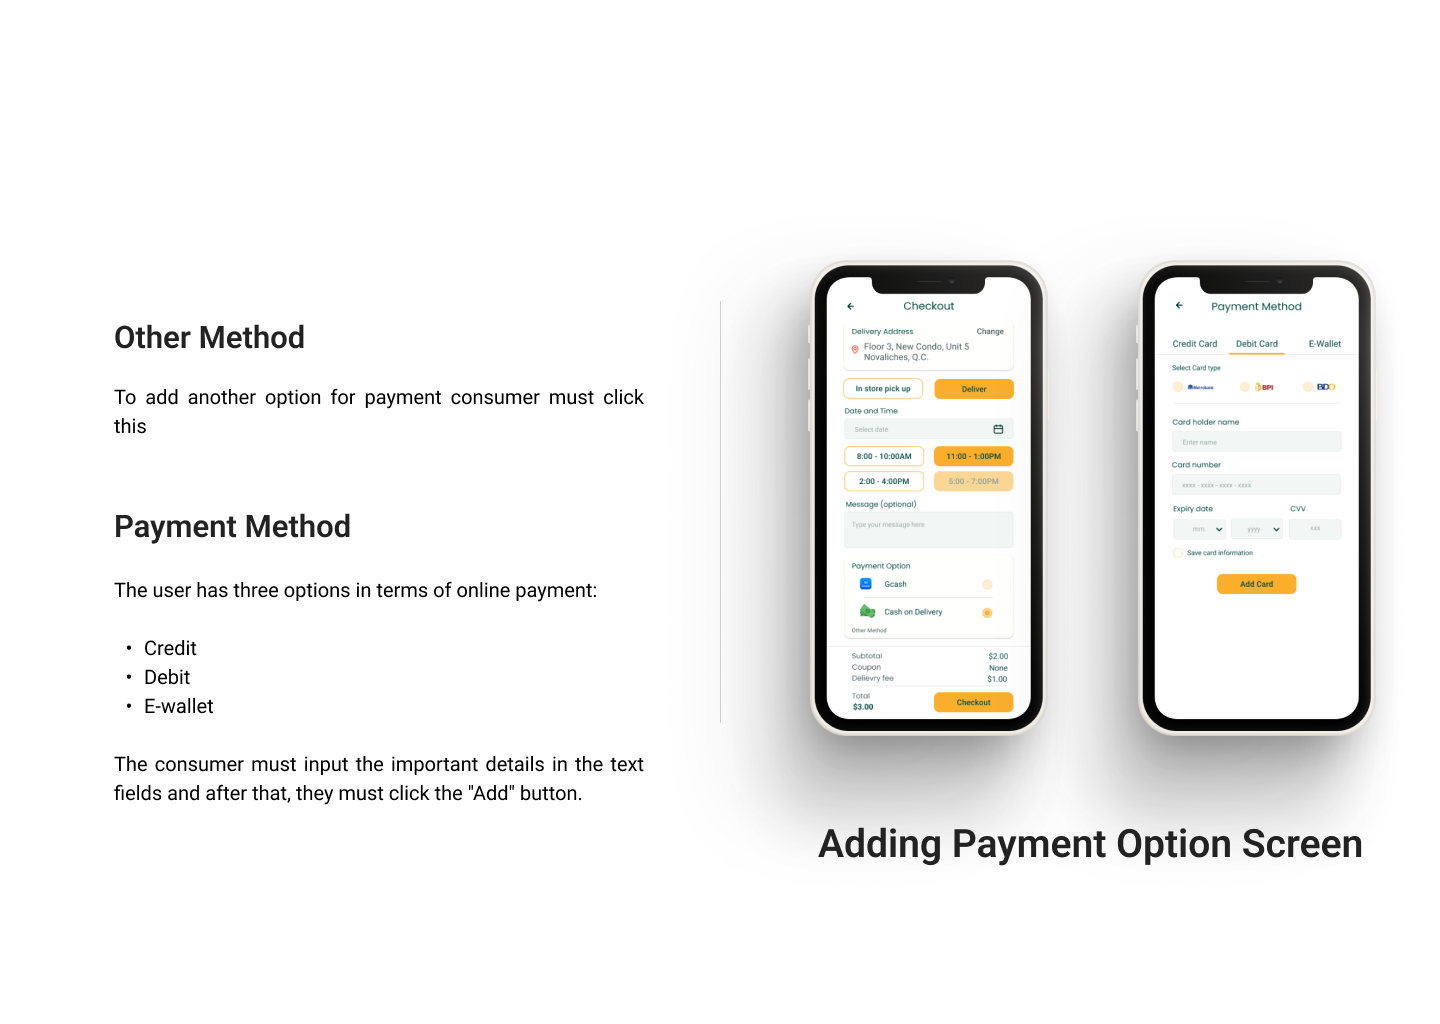 Other Method
To add another option for payment consumer must click
this
Payment Method
The user has three options in terms of online payment:
• Credit
• Debit
• E-wallet
The consumer must input the important details in the text
fields and after that, they must click the "Add" button.
Checkout
Delivery Address Change
Floor 3, New Condo, Unit 5
Novaliches, Q.C.
In store pick up Deliver
Date and Time
Select date
8:00 - 10:00AM 11:00 - 1:00PM
2:00 - 4:00PM 5:00 - 7:00PM
Message (optional)
Type your message here
Payment Option
Gcash
Cash on Delivery
Other Method
Subtotal $2.00
Coupon None
Delievry fee $1.00
Total
$3.00
Checkout
Payment Method
Credit Card Debit Card E-Wallet
Select Card type
BPI BDO
Card holder name
Enter name
Card number
xxxx - xxxx - xxxx - xxxx
Expiry date CVV
mm yyyy xxx
Save card information
Add Card
Adding Payment Option Screen